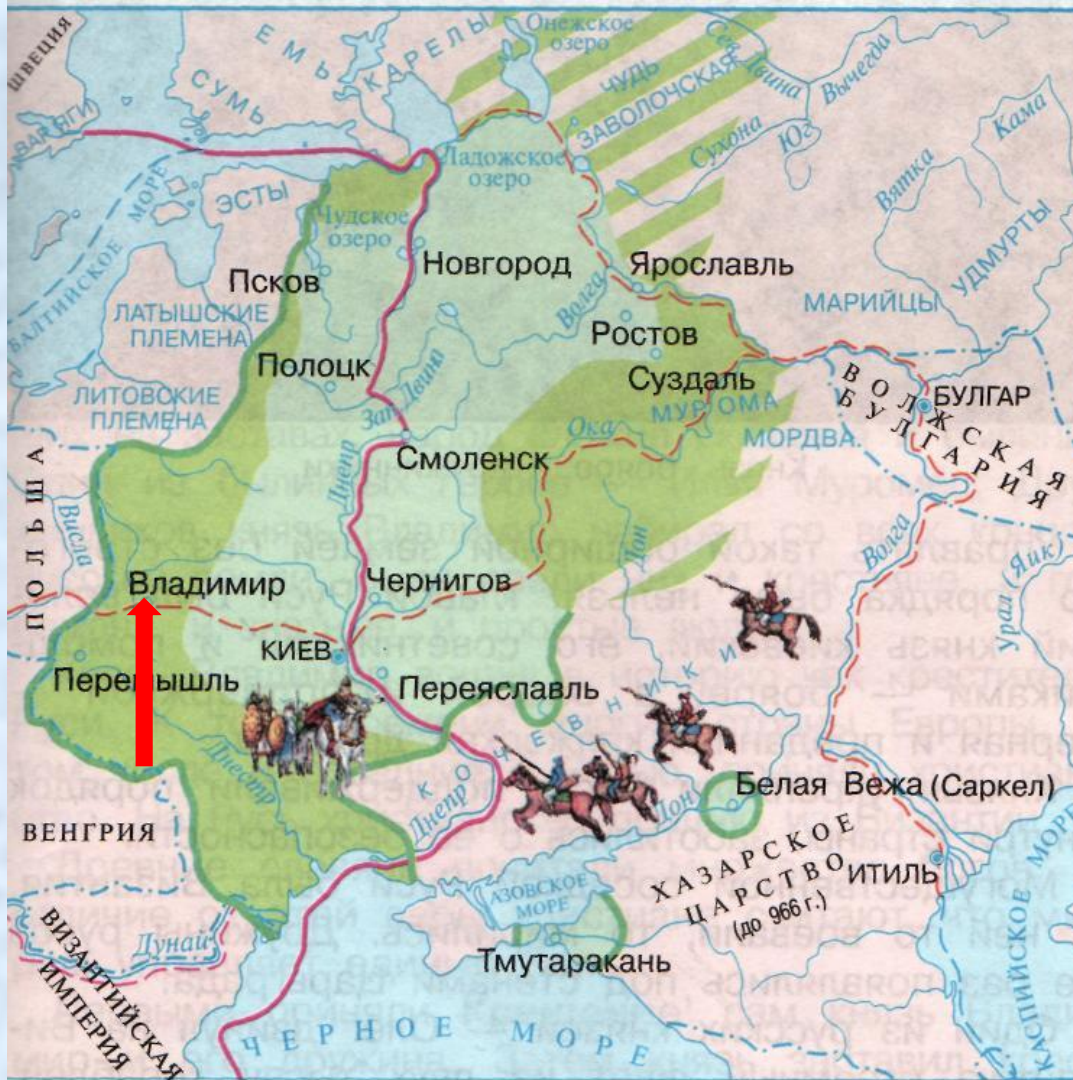 ШВЕЦИЯ
ЕМЬ
КАРЕЛЫ
Онежское
озеро
СУМЬ
ВАРЯГИ
Сев. Двина
Вычегда
ЧУДЬ
ЗАВОЛОЧСКАЯ
Сухона
Юг
Кама
Вятка
Ладожское
озеро
ЭСТЫ
БАЛТИЙСКОЕ МОРЕ
Чудское
озеро
УДМУРТЫ
Псков
Новгород
Ярославль
МАРИЙЦЫ
ЛАТЫШСКИЕ
ПЛЕМЕНА
Волга
Ростов
Полоцк
Зап. Двина
Суздаль
ЛИТОВСКИЕ
ПЛЕМЕНА
МУРОМА
БУЛГАР
ВОЛЖСКАЯ
БУЛГАРИЯ
Ока
МОРДВА
ПОЛЬША
Днепр
Смоленск
Висла
Дон
Волга
Урал (Яик)
Владимир
Чернигов
КИЕВ
Перемышль
Переяславль
КОЧЕВНИКИ
Днестр
Днепр
Дон
Белая Вежа (Саркел)
ВЕНГРИЯ
ХАЗАРСКОЕ
ЦАРСТВО
(до 966 г.)
ИТИЛЬ
АЗОВСКОЕ
МОРЕ
Дунай
ВИЗАНТИЙСКАЯ
ИМПЕРИЯ
Тмутаракань
ЧЕРНОЕ МОРЕ
КАСПИЙСКОЕ МОРЕ